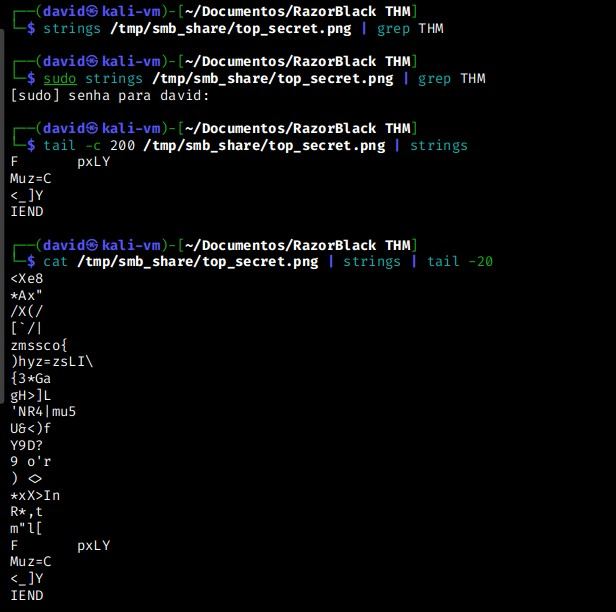 ┌──(david㉿kali-vm)-[~/Documentos/RazorBlack THM]
└─$ strings /tmp/smb_share/top_secret.png | grep THM
┌──(david㉿kali-vm)-[~/Documentos/RazorBlack THM]
└─$ sudo strings /tmp/smb_share/top_secret.png | grep THM
[sudo] senha para david:
┌──(david㉿kali-vm)-[~/Documentos/RazorBlack THM]
└─$ tail -c 200 /tmp/smb_share/top_secret.png | strings
F       pxLY
Muz=C
<_]Y
IEND
┌──(david㉿kali-vm)-[~/Documentos/RazorBlack THM]
└─$ cat /tmp/smb_share/top_secret.png | strings | tail -20
<Xe8
*Ax"
/X(/
[`/|
zmssco{
)hyz=zsLI\
{3*Ga
gH>]L
'NR4|mu5
U&<)f
Y9D?
9 o'r
) <>
*xX>In
R*,t
m"l[
F       pxLY
Muz=C
<_]Y
IEND